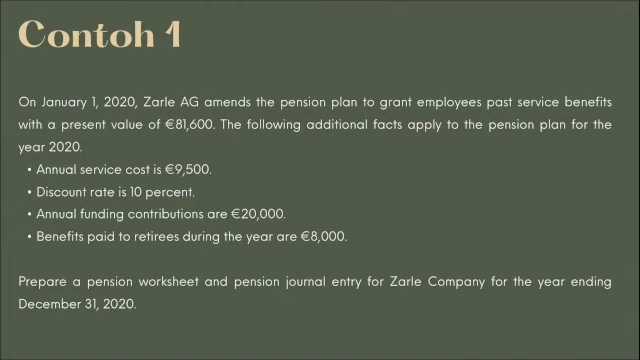 Contoh 1
On January 1, 2020, Zarle AG amends the pension plan to grant employees past service benefits
with a present value of €81,600. The following additional facts apply to the pension plan for the
year 2020.
• Annual service cost is €9,500.
• Discount rate is 10 percent.
• Annual funding contributions are €20,000.
• Benefits paid to retirees during the year are €8,000.
Prepare a pension worksheet and pension journal entry for Zarle Company for the year ending
December 31, 2020.